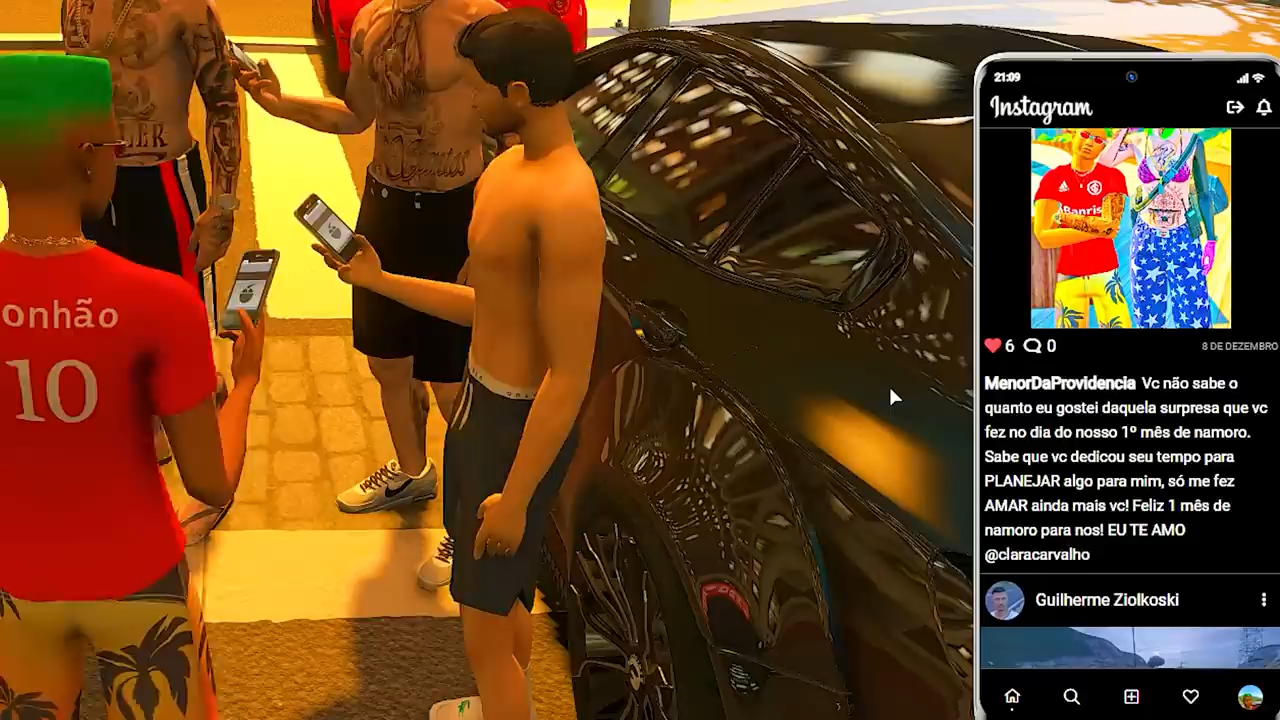 21:09
Instagram
Banrisul
6 0
8 DE DEZEMBRO
MenorDaProvidencia Vc não sabe o
quanto eu gostei daquela surpresa que vc
fez no dia do nosso 1º mês de namoro.
Sabe que vc dedicou seu tempo para
PLANEJAR algo para mim, só me fez
AMAR ainda mais vc! Feliz 1 mês de
namoro para nos! EU TE AMO
@claracarvalho
Guilherme Ziolkoski
onhão
10